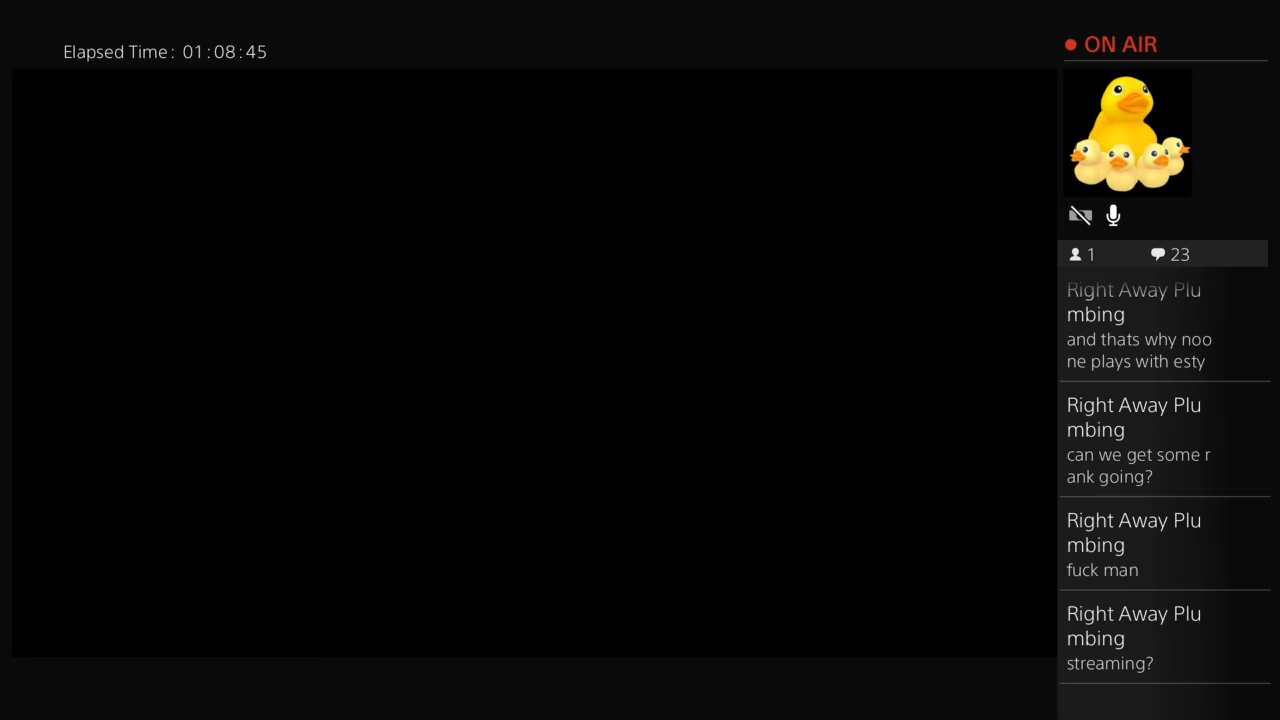 Elapsed Time: 01:08:45
ON AIR
1 23
Right Away Plu
mbing
and thats why noo
ne plays with esty
Right Away Plu
mbing
can we get some r
ank going?
Right Away Plu
mbing
fuck man
Right Away Plu
mbing
streaming?